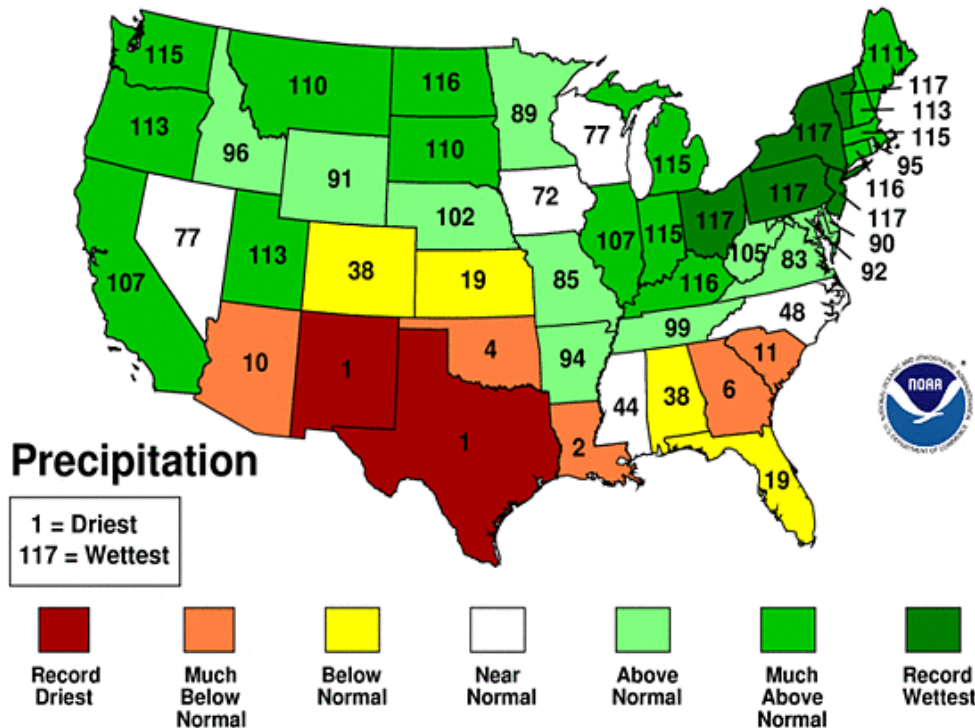 115
110
116
89
111
117
113
115
95
116
117
90
92
113
96
91
110
77
77
113
102
72
107
115
117
117
117
115
107
38
19
85
116
105
83
10
1
4
94
99
48
1
2
44
38
6
11
19
NOAA
Precipitation
1 = Driest
117 = Wettest
Record
Driest
Much
Below
Normal
Below
Normal
Near
Normal
Above
Normal
Much
Above
Normal
Record
Wettest